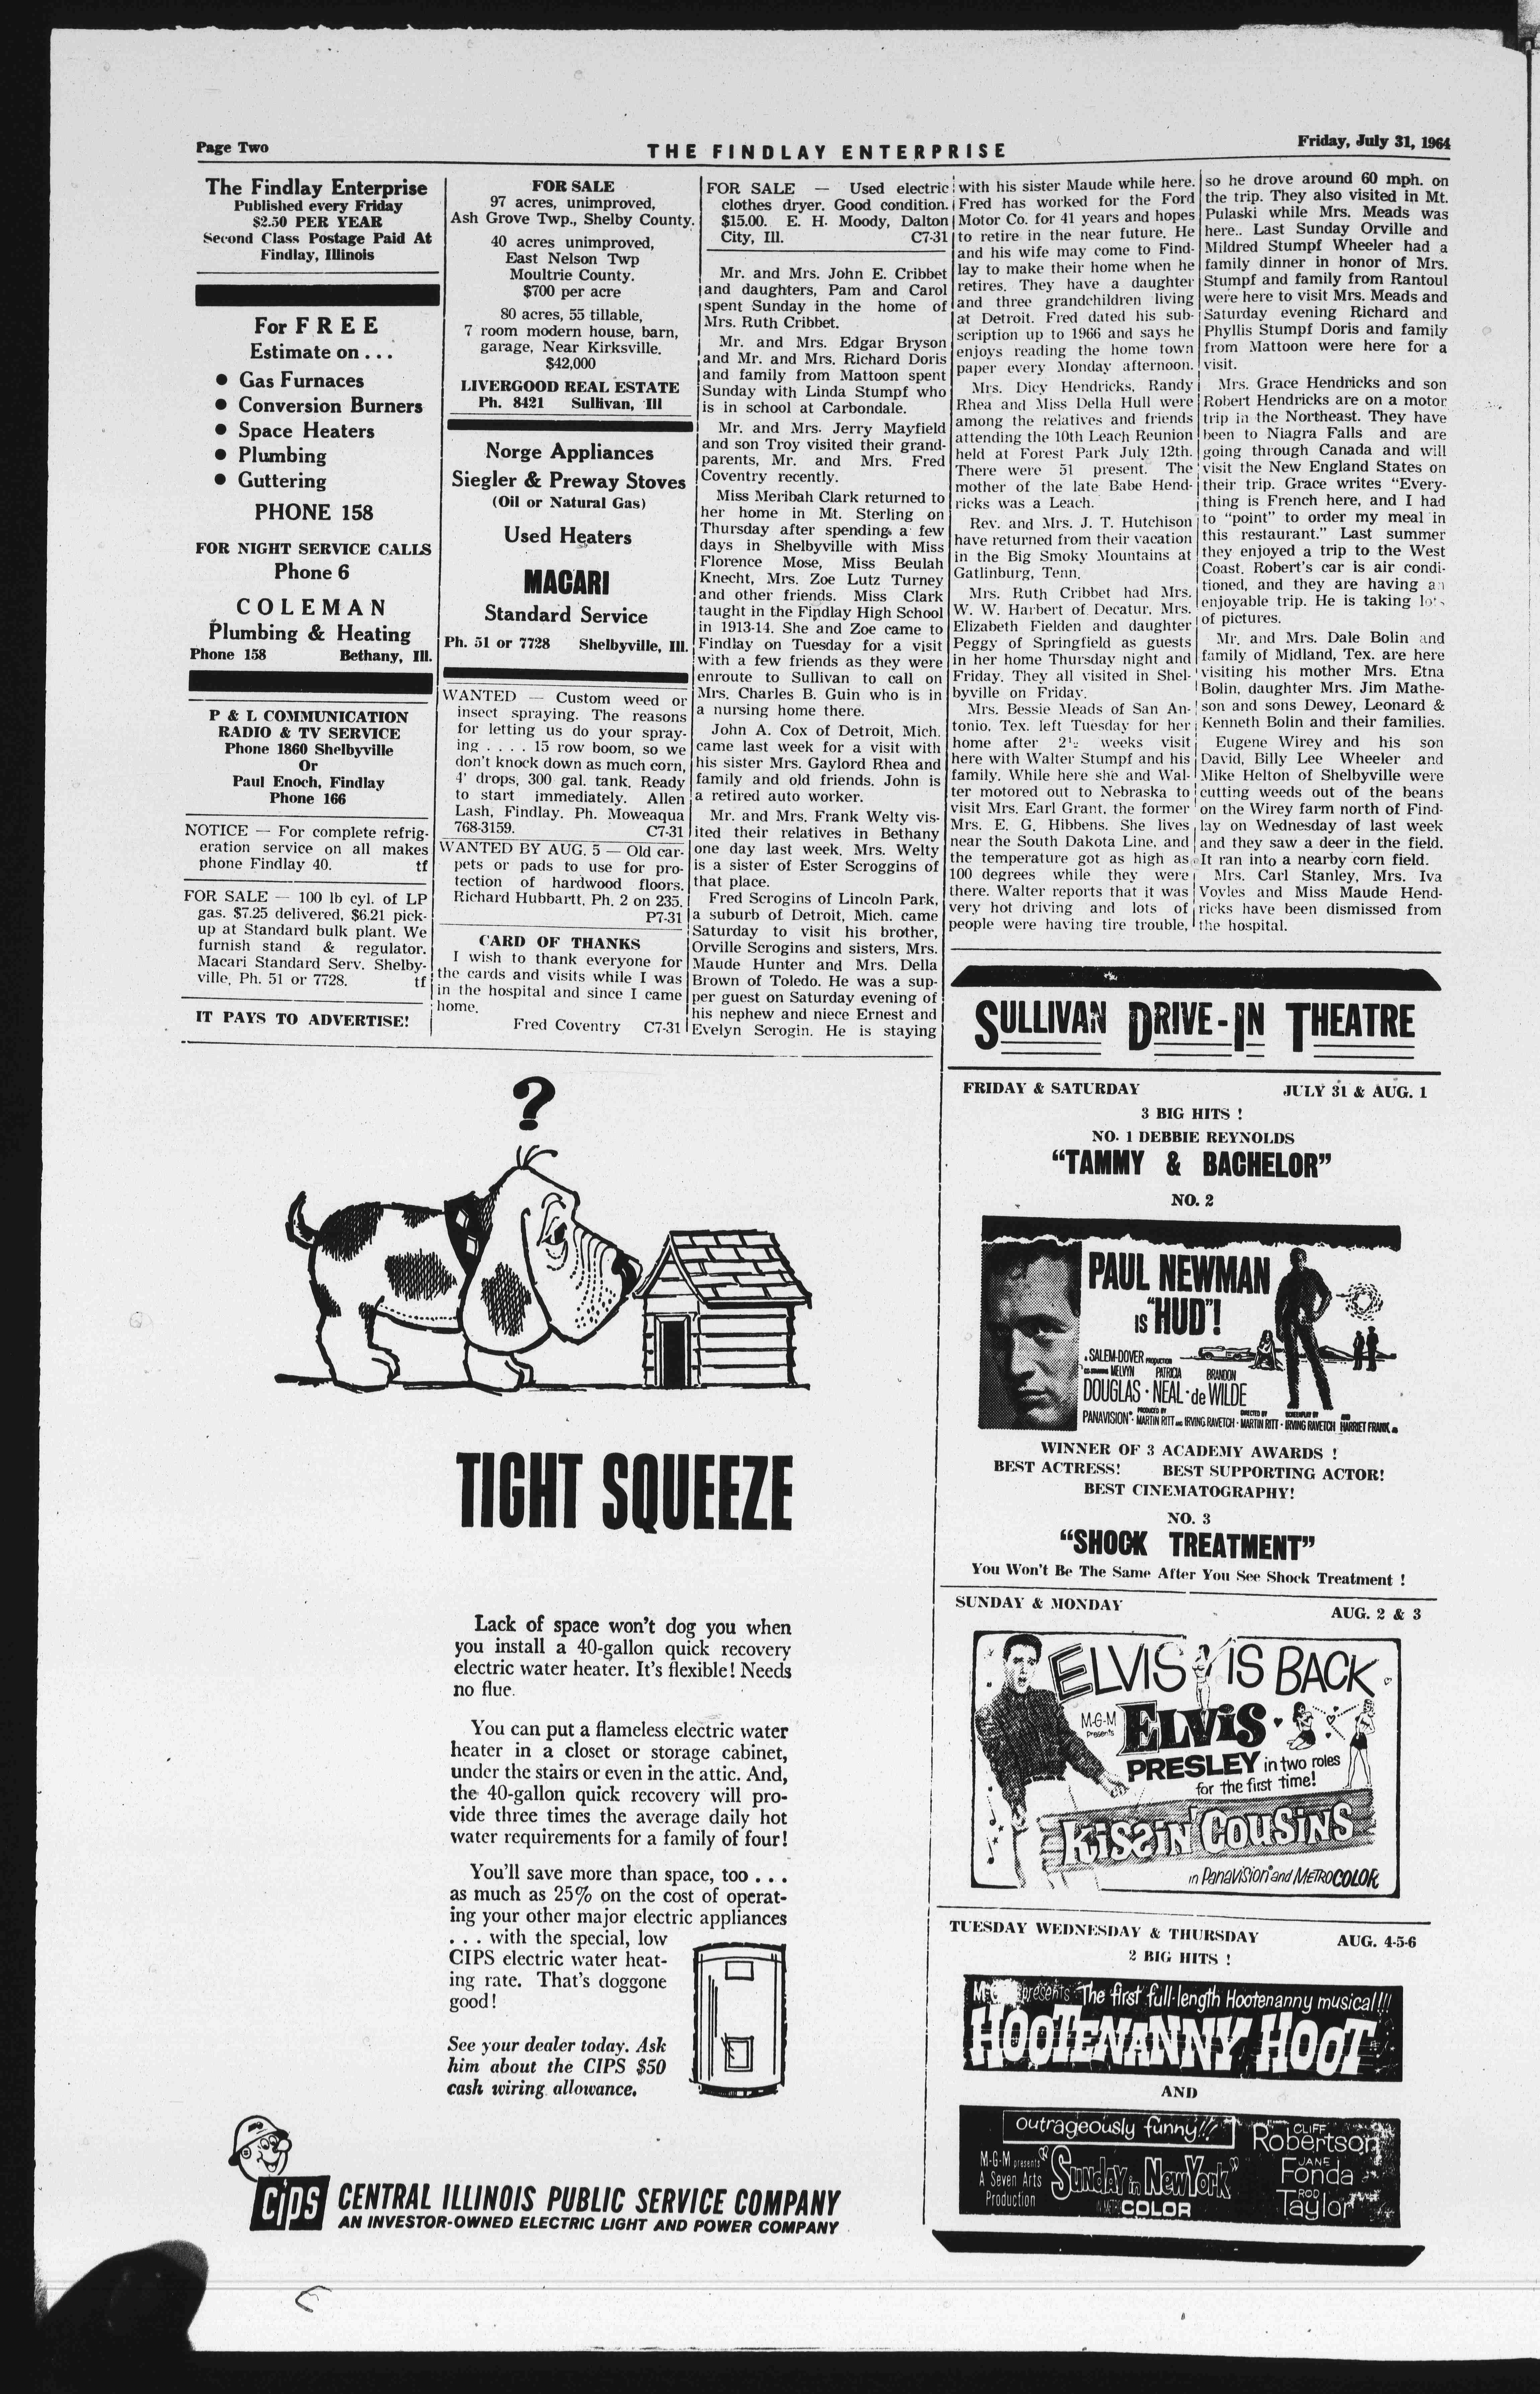 Page Two
THE FINDLAY ENTERPRISE
Friday, July 31, 1964
The Findlay Enterprise
Published every Friday
$2.50 PER YEAR
Second Class Postage Paid At
Findlay, Illinois
For FREE
Estimate on . . .
● Gas Furnaces
● Conversion Burners
● Space Heaters
● Plumbing
● Guttering
PHONE 158
FOR NIGHT SERVICE CALLS
Phone 6
COLEMAN
Plumbing & Heating
Phone 158 Bethany, Ill.
P & L COMMUNICATION
RADIO & TV SERVICE
Phone 1860 Shelbyville
Or
Paul Enoch, Findlay
Phone 166
NOTICE — For complete refrig-
eration service on all makes
phone Findlay 40. tf
FOR SALE — 100 lb cyl. of LP
gas. $7.25 delivered, $6.21 pick-
up at Standard bulk plant. We
furnish stand & regulator.
Macari Standard Serv. Shelby-
ville, Ph. 51 or 7728. tf
IT PAYS TO ADVERTISE!
FOR SALE
97 acres, unimproved,
Ash Grove Twp., Shelby County.
40 acres unimproved,
East Nelson Twp
Moultrie County.
$700 per acre
80 acres, 55 tillable,
7 room modern house, barn,
garage, Near Kirksville.
$42,000
LIVERGOOD REAL ESTATE
Ph. 8421 Sullivan, Ill
Norge Appliances
Siegler & Preway Stoves
(Oil or Natural Gas)
Used Heaters
MACARI
Standard Service
Ph. 51 or 7728 Shelbyville, Ill.
WANTED — Custom weed or
insect spraying. The reasons
for letting us do your spray-
ing . . . . 15 row boom, so we
don't knock down as much corn,
4' drops, 300 gal. tank. Ready
to start immediately. Allen
Lash, Findlay. Ph. Moweaqua
768-3159. C7-31
WANTED BY AUG. 5 — Old car-
pets or pads to use for pro-
tection of hardwood floors.
Richard Hubbartt, Ph. 2 on 235.
P7-31
CARD OF THANKS
I wish to thank everyone for
the cards and visits while I was
in the hospital and since I came
home.
Fred Coventry C7-31
FOR SALE — Used electric
clothes dryer. Good condition.
$15.00. E. H. Moody, Dalton
City, Ill. C7-31
Mr. and Mrs. John E. Cribbet
and daughters, Pam and Carol
spent Sunday in the home of
Mrs. Ruth Cribbet.
Mr. and Mrs. Edgar Bryson
and Mr. and Mrs. Richard Doris
and family from Mattoon spent
Sunday with Linda Stumpf who
is in school at Carbondale.
Mr. and Mrs. Jerry Mayfield
and son Troy visited their grand-
parents, Mr. and Mrs. Fred
Coventry recently.
Miss Meribah Clark returned to
her home in Mt. Sterling on
Thursday after spending a few
days in Shelbyville with Miss
Florence Mose, Miss Beulah
Knecht, Mrs. Zoe Lutz Turney
and other friends. Miss Clark
taught in the Findlay High School
in 1913-14. She and Zoe came to
Findlay on Tuesday for a visit
with a few friends as they were
enroute to Sullivan to call on
Mrs. Charles B. Guin who is in
a nursing home there.
John A. Cox of Detroit, Mich.
came last week for a visit with
his sister Mrs. Gaylord Rhea and
family and old friends. John is
a retired auto worker.
Mr. and Mrs. Frank Welty vis-
ited their relatives in Bethany
one day last week. Mrs. Welty
is a sister of Ester Scroggins of
that place.
Fred Scrogins of Lincoln Park,
a suburb of Detroit, Mich. came
Saturday to visit his brother,
Orville Scrogins and sisters, Mrs.
Maude Hunter and Mrs. Della
Brown of Toledo. He was a sup-
per guest on Saturday evening of
his nephew and niece Ernest and
Evelyn Scrogin. He is staying
with his sister Maude while here.
Fred has worked for the Ford
Motor Co. for 41 years and hopes
to retire in the near future. He
and his wife may come to Find-
lay to make their home when he
retires. They have a daughter
and three grandchildren living
at Detroit. Fred dated his sub-
scription up to 1966 and says he
enjoys reading the home town
paper every Monday afternoon.
Mrs. Dicy Hendricks, Randy
Rhea and Miss Della Hull were
among the relatives and friends
attending the 10th Leach Reunion
held at Forest Park July 12th.
There were 51 present. The
mother of the late Babe Hend-
ricks was a Leach.
Rev. and Mrs. J. T. Hutchison
have returned from their vacation
in the Big Smoky Mountains at
Gatlinburg, Tenn.
Mrs. Ruth Cribbet had Mrs.
W. W. Harbert of Decatur, Mrs.
Elizabeth Fielden and daughter
Peggy of Springfield as guests
in her home Thursday night and
Friday. They all visited in Shel-
byville on Friday.
Mrs. Bessie Meads of San An-
tonio, Tex. left Tuesday for her
home after 2½ weeks visit
here with Walter Stumpf and his
family. While here she and Wal-
ter motored out to Nebraska to
visit Mrs. Earl Grant, the former
Mrs. E. G. Hibbens. She lives
near the South Dakota Line, and
the temperature got as high as
100 degrees while they were
there. Walter reports that it was
very hot driving and lots of
people were having tire trouble,
so he drove around 60 mph. on
the trip. They also visited in Mt.
Pulaski while Mrs. Meads was
here.. Last Sunday Orville and
Mildred Stumpf Wheeler had a
family dinner in honor of Mrs.
Stumpf and family from Rantoul
were here to visit Mrs. Meads and
Saturday evening Richard and
Phyllis Stumpf Doris and family
from Mattoon were here for a
visit.
Mrs. Grace Hendricks and son
Robert Hendricks are on a motor
trip in the Northeast. They have
been to Niagra Falls and are
going through Canada and will
visit the New England States on
their trip. Grace writes "Every-
thing is French here, and I had
to "point" to order my meal in
this restaurant." Last summer
they enjoyed a trip to the West
Coast. Robert's car is air condi-
tioned, and they are having an
enjoyable trip. He is taking lots
of pictures.
Mr. and Mrs. Dale Bolin and
family of Midland, Tex. are here
visiting his mother Mrs. Etna
Bolin, daughter Mrs. Jim Mathe-
son and sons Dewey, Leonard &
Kenneth Bolin and their families.
Eugene Wirey and his son
David, Billy Lee Wheeler and
Mike Helton of Shelbyville were
cutting weeds out of the beans
on the Wirey farm north of Find-
lay on Wednesday of last week
and they saw a deer in the field.
It ran into a nearby corn field.
Mrs. Carl Stanley, Mrs. Iva
Voyles and Miss Maude Hend-
ricks have been dismissed from
the hospital.
?
TIGHT SQUEEZE
Lack of space won't dog you when
you install a 40-gallon quick recovery
electric water heater. It's flexible! Needs
no flue.
You can put a flameless electric water
heater in a closet or storage cabinet,
under the stairs or even in the attic. And,
the 40-gallon quick recovery will pro-
vide three times the average daily hot
water requirements for a family of four!
You'll save more than space, too . . .
as much as 25% on the cost of operat-
ing your other major electric appliances
. . . with the special, low
CIPS electric water heat-
ing rate. That's doggone
good!
See your dealer today. Ask
him about the CIPS $50
cash wiring allowance.
CIPS
CENTRAL ILLINOIS PUBLIC SERVICE COMPANY
AN INVESTOR-OWNED ELECTRIC LIGHT AND POWER COMPANY
SULLIVAN DRIVE-IN THEATRE
FRIDAY & SATURDAY JULY 31 & AUG. 1
3 BIG HITS !
NO. 1 DEBBIE REYNOLDS
"TAMMY & BACHELOR"
NO. 2
PAUL NEWMAN
IS "HUD"!
A SALEM-DOVER PRODUCTION
CO-STARRING MELVYN PATRICIA BRANDON
DOUGLAS · NEAL · de WILDE
PANAVISION® · PRODUCED BY MARTIN RITT AND IRVING RAVETCH · DIRECTED BY MARTIN RITT · SCREENPLAY BY IRVING RAVETCH AND HARRIET FRANK JR.
WINNER OF 3 ACADEMY AWARDS !
BEST ACTRESS! BEST SUPPORTING ACTOR!
BEST CINEMATOGRAPHY!
NO. 3
"SHOCK TREATMENT"
You Won't Be The Same After You See Shock Treatment !
SUNDAY & MONDAY AUG. 2 & 3
ELVIS IS BACK
M-G-M Presents
ELVIS
PRESLEY in two roles
for the first time!
KISSIN' COUSINS
in PANAVISION® and METROCOLOR
TUESDAY WEDNESDAY & THURSDAY AUG. 4-5-6
2 BIG HITS !
M-G-M presents The first full-length Hootenanny musical!!!
HOOTENANNY HOOT
AND
outrageously funny!!!
M-G-M presents
A Seven Arts
Production
"Sunday in New York"
IN METROCOLOR
CLIFF
Robertson
JANE
Fonda
ROD
Taylor